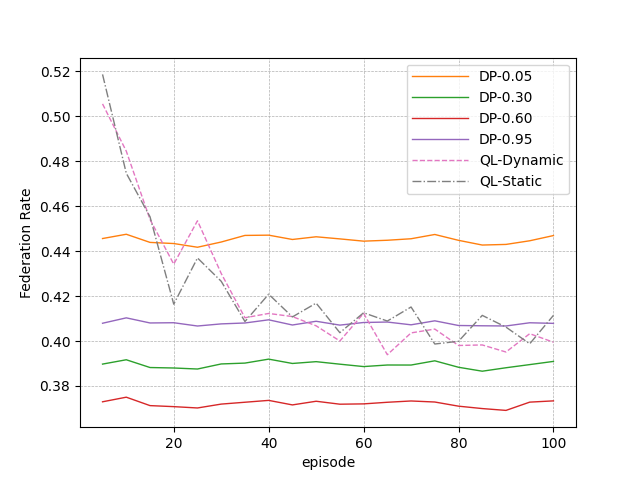 Federation Rate
0.52
0.50
0.48
0.46
0.44
0.42
0.40
0.38
DP-0.05
DP-0.30
DP-0.60
DP-0.95
QL-Dynamic
QL-Static
20
40
60
80
100
episode